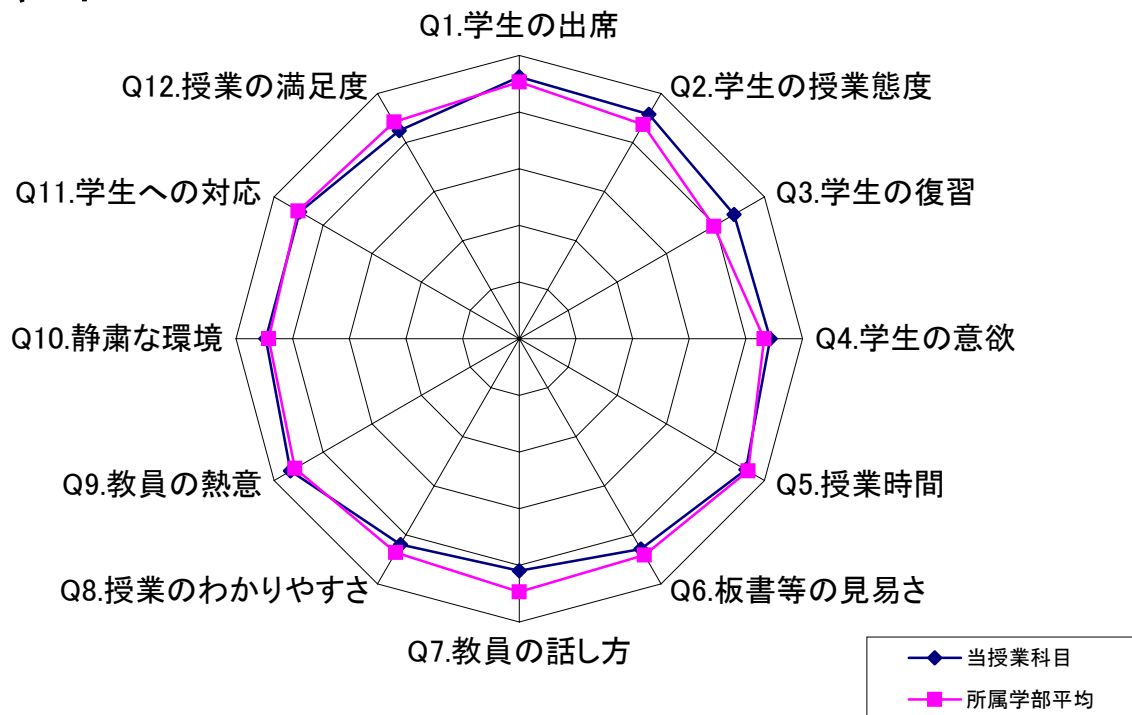 Q1.学生の出席
Q2.学生の授業態度
Q3.学生の復習
Q4.学生の意欲
Q5.授業時間
Q6.板書等の見易さ
Q7.教員の話し方
Q8.授業のわかりやすさ
Q9.教員の熱意
Q10.静粛な環境
Q11.学生への対応
Q12.授業の満足度
当授業科目
所属学部平均